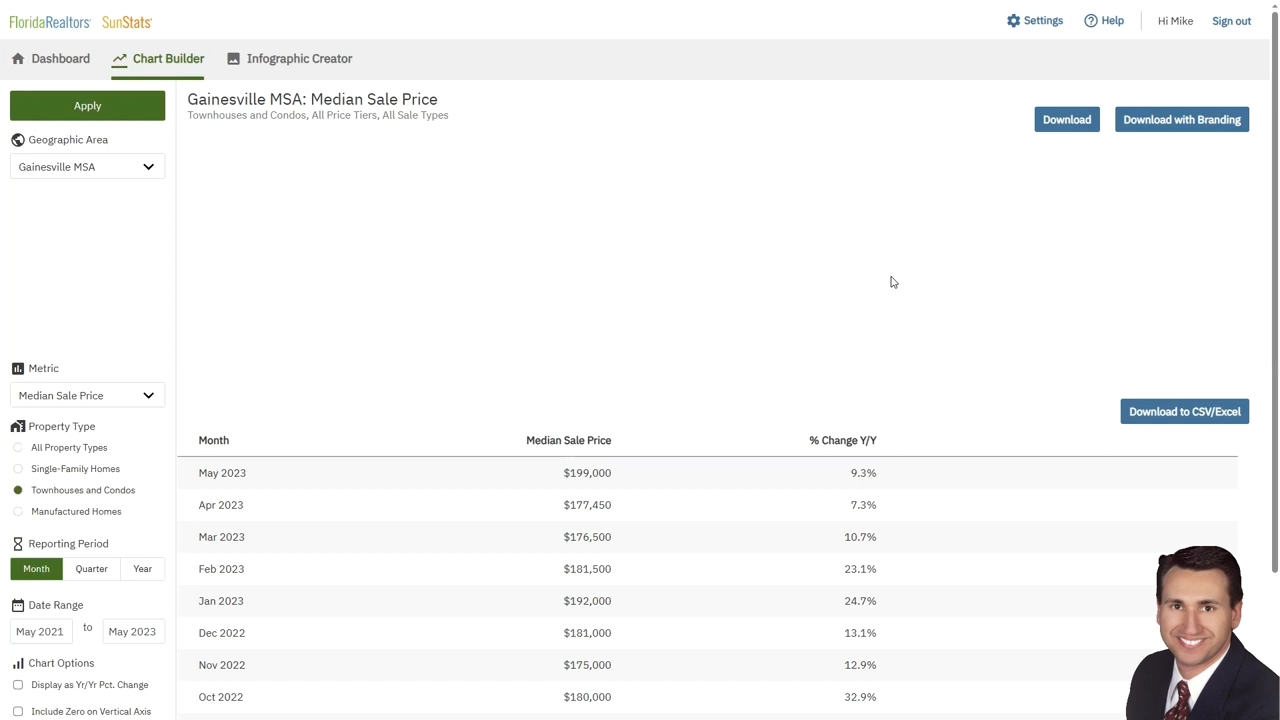 FloridaRealtors® SunStats®
Settings
Help
Hi Mike
Sign out
Dashboard
Chart Builder
Infographic Creator
Apply
Geographic Area
Gainesville MSA
Gainesville MSA: Median Sale Price
Townhouses and Condos, All Price Tiers, All Sale Types
Download
Download with Branding
Metric
Median Sale Price
Property Type
All Property Types
Single-Family Homes
Townhouses and Condos
Manufactured Homes
Reporting Period
Month Quarter Year
Date Range
May 2021 to May 2023
Chart Options
Display as Yr/Yr Pct. Change
Include Zero on Vertical Axis
Download to CSV/Excel
Month Median Sale Price % Change Y/Y
May 2023 $199,000 9.3%
Apr 2023 $177,450 7.3%
Mar 2023 $176,500 10.7%
Feb 2023 $181,500 23.1%
Jan 2023 $192,000 24.7%
Dec 2022 $181,000 13.1%
Nov 2022 $175,000 12.9%
Oct 2022 $180,000 32.9%